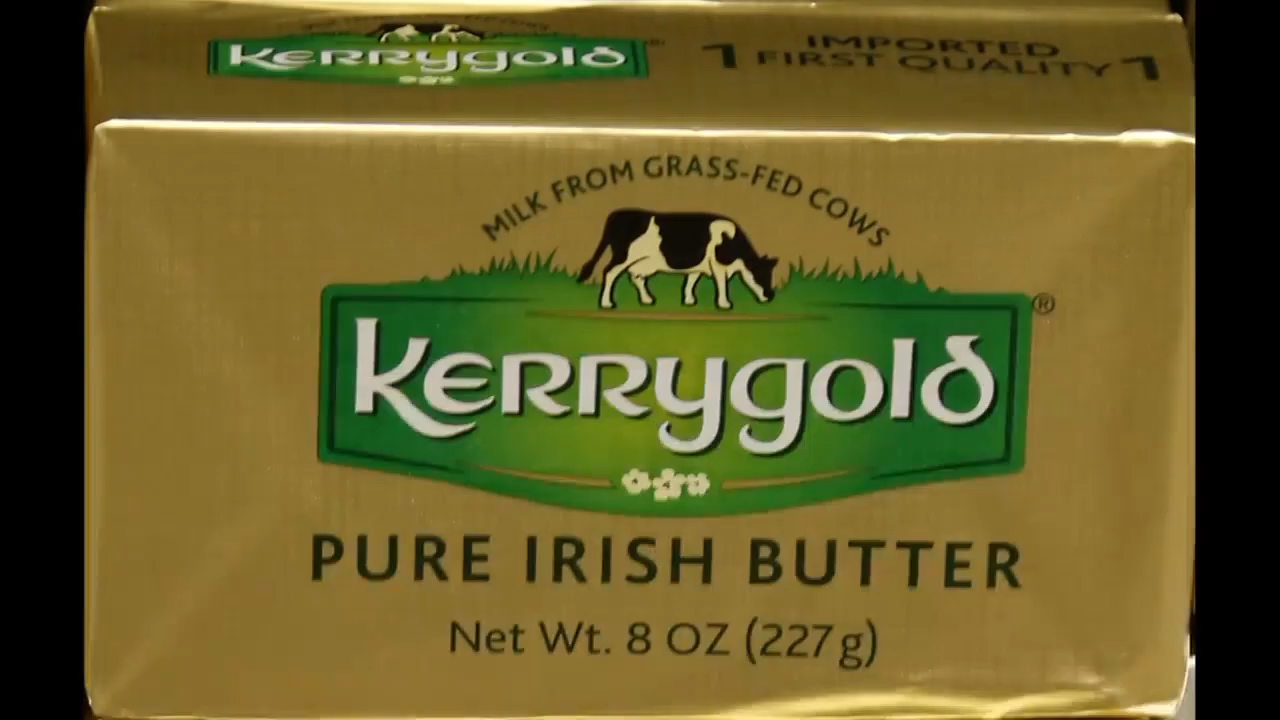 Kerrygold
1 IMPORTED 1
FIRST QUALITY
MILK FROM GRASS-FED COWS
Kerrygold®
PURE IRISH BUTTER
Net Wt. 8 OZ (227g)